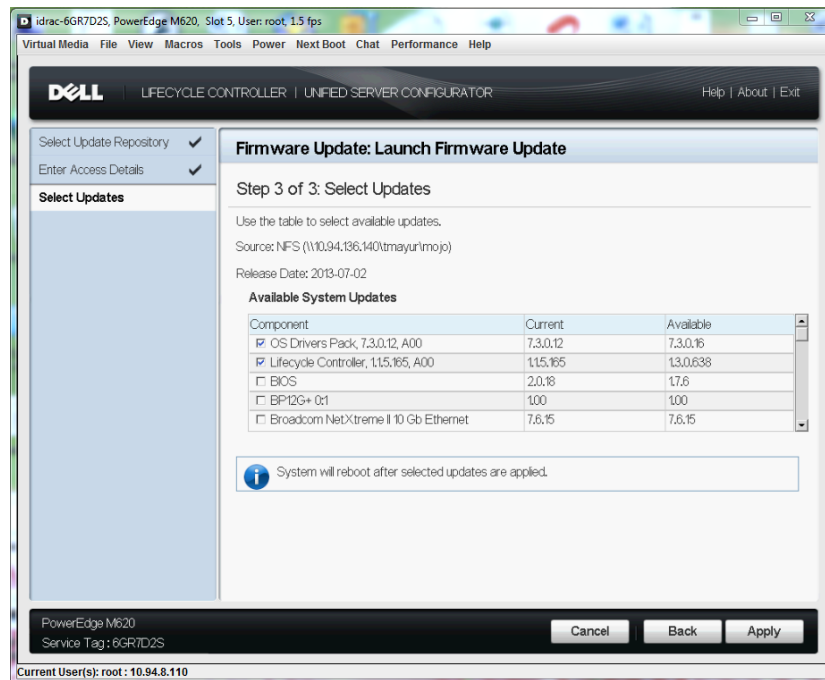 idrac-6GR7D2S, PowerEdge M620, Slot 5, User: root, 1.5 fps
Virtual Media File View Macros Tools Power Next Boot Chat Performance Help
DELL LIFECYCLE CONTROLLER | UNIFIED SERVER CONFIGURATOR Help | About | Exit
Select Update Repository
Enter Access Details
Select Updates
Firmware Update: Launch Firmware Update
Step 3 of 3: Select Updates
Use the table to select available updates.
Source: NFS (\\10.94.136.140\tmayur\mojo)
Release Date: 2013-07-02
Available System Updates
Component Current Available
OS Drivers Pack, 7.3.0.12, A00 7.3.0.12 7.3.0.16
Lifecycle Controller, 1.1.5.165, A00 1.1.5.165 1.3.0.638
BIOS 2.0.18 1.7.6
BP12G+ 0:1 1.00 1.00
Broadcom NetXtreme II 10 Gb Ethernet 7.6.15 7.6.15
System will reboot after selected updates are applied.
PowerEdge M620
Service Tag : 6GR7D2S
Cancel Back Apply
Current User(s): root : 10.94.8.110